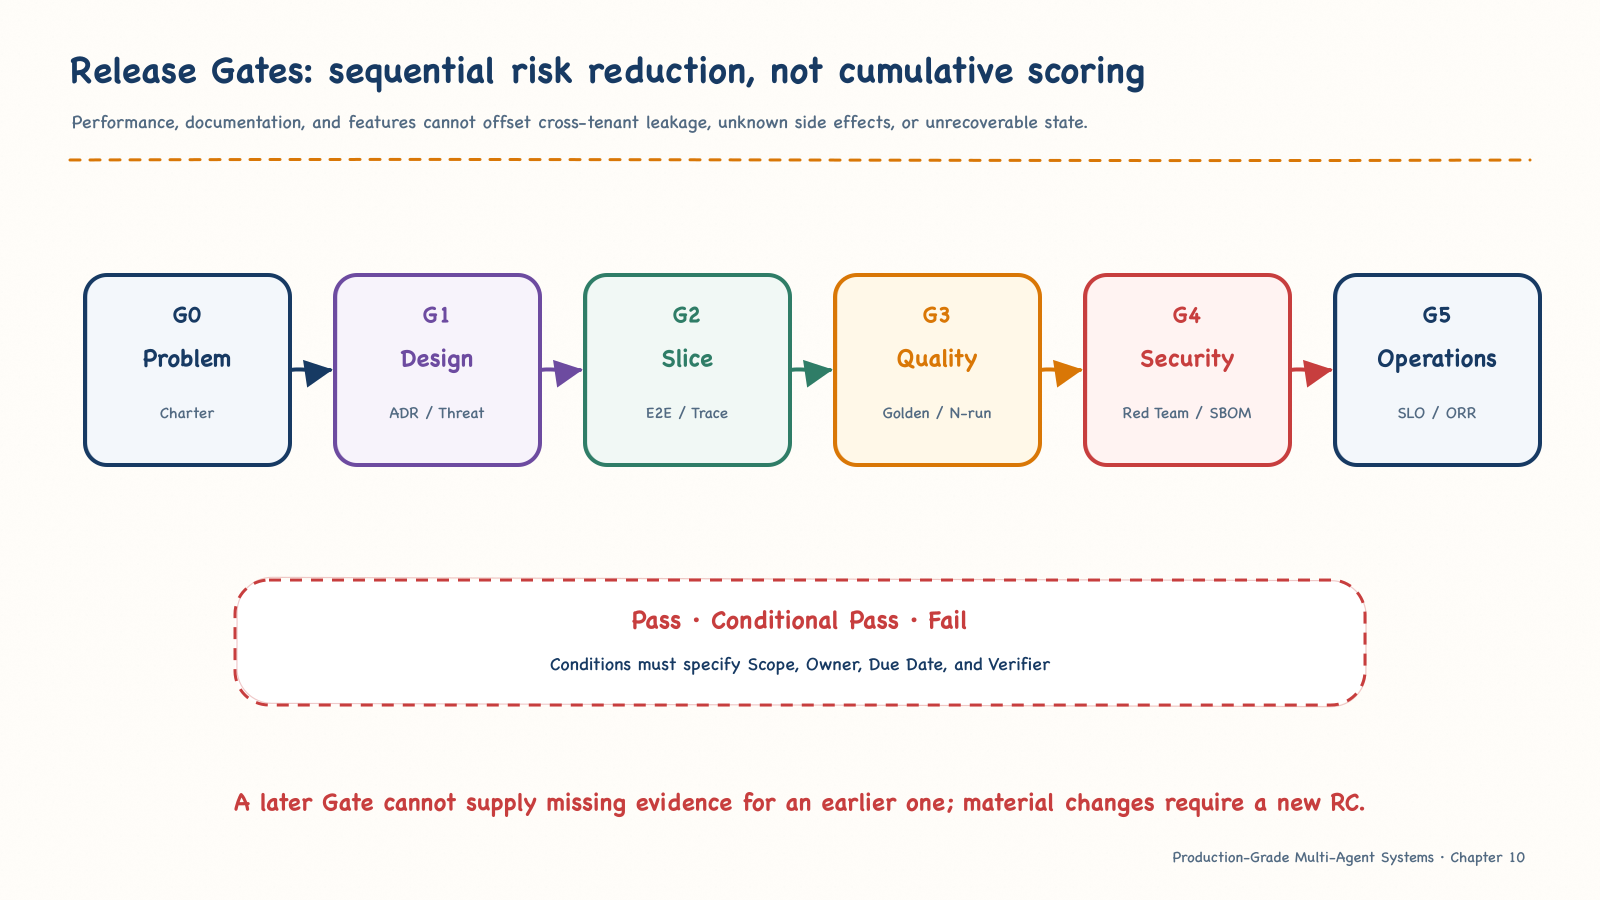 Release Gates: sequential risk reduction, not cumulative scoring
Performance, documentation, and features cannot offset cross-tenant leakage, unknown side effects, or unrecoverable state.
G0
Problem
Charter
G1
Design
ADR / Threat
G2
Slice
E2E / Trace
G3
Quality
Golden / N-run
G4
Security
Red Team / SBOM
G5
Operations
SLO / ORR
Pass · Conditional Pass · Fail
Conditions must specify Scope, Owner, Due Date, and Verifier
A later Gate cannot supply missing evidence for an earlier one; material changes require a new RC.
Production-Grade Multi-Agent Systems · Chapter 10